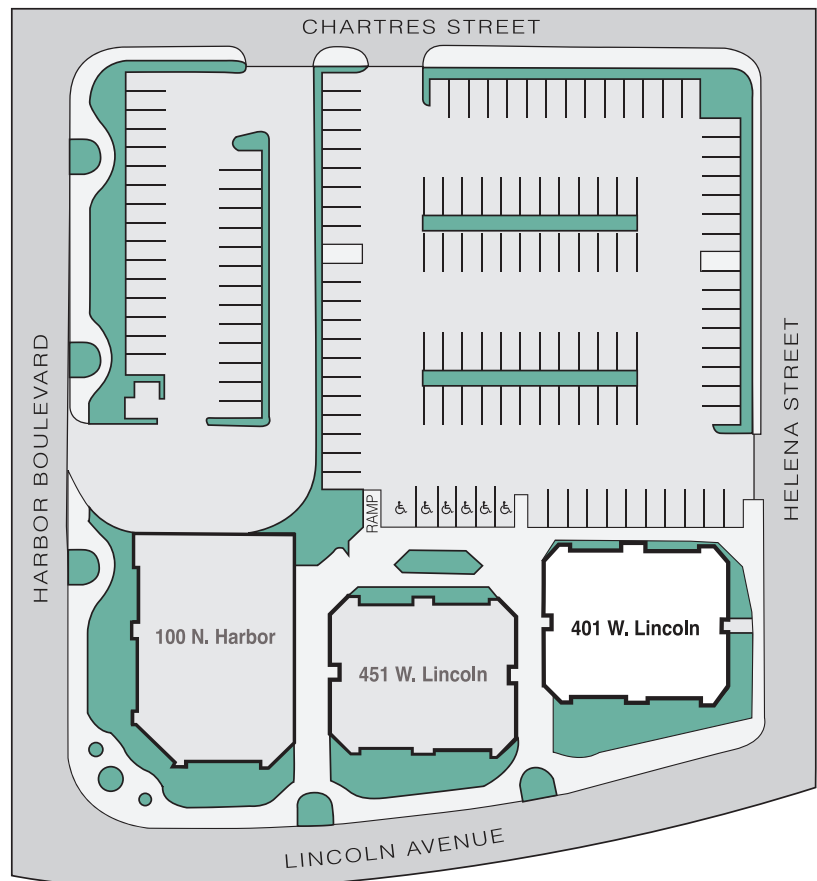 CHARTRES STREET
HARBOR BOULEVARD
HELENA STREET
RAMP
100 N. Harbor
451 W. Lincoln
401 W. Lincoln
LINCOLN AVENUE